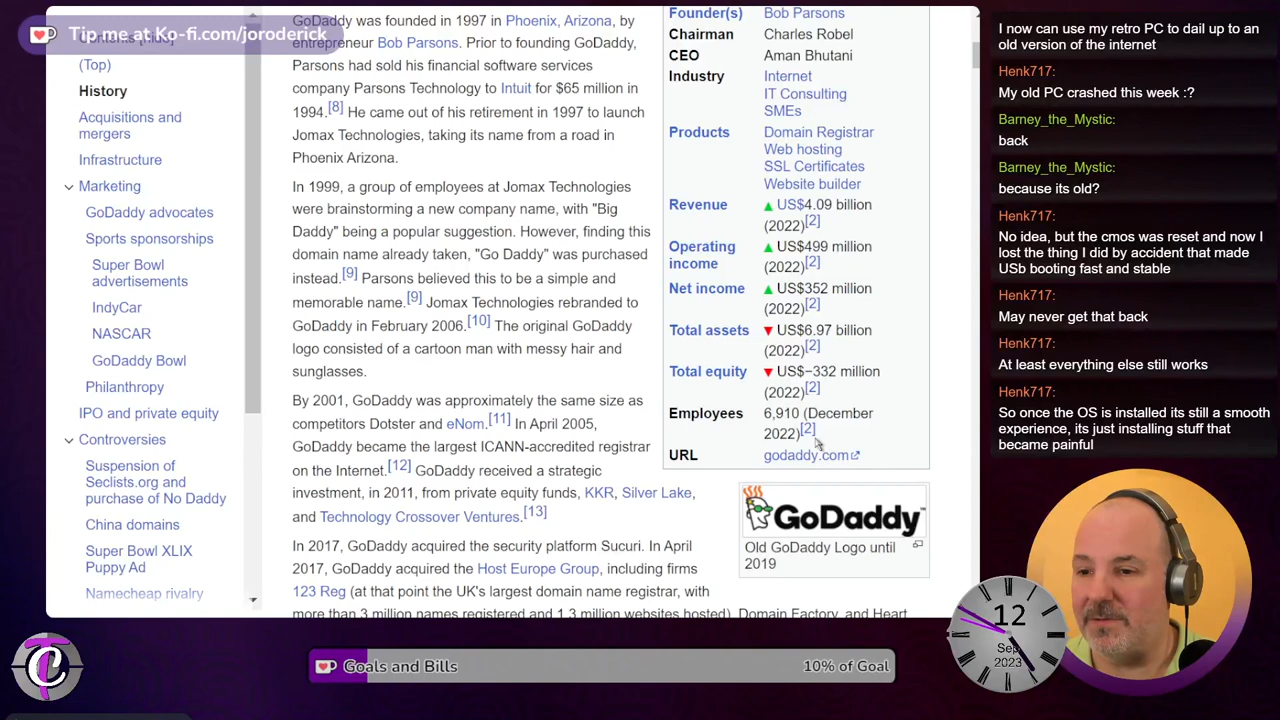 Tip me at Ko-fi.com/joroderick
(Top)
History
Acquisitions and
mergers
Infrastructure
Marketing
GoDaddy advocates
Sports sponsorships
Super Bowl
advertisements
IndyCar
NASCAR
GoDaddy Bowl
Philanthropy
IPO and private equity
Controversies
Suspension of
Seclists.org and
purchase of No Daddy
China domains
Super Bowl XLIX
Puppy Ad
Namecheap rivalry
GoDaddy was founded in 1997 in Phoenix, Arizona, by
entrepreneur Bob Parsons. Prior to founding GoDaddy,
Parsons had sold his financial software services
company Parsons Technology to Intuit for $65 million in
1994.[8] He came out of his retirement in 1997 to launch
Jomax Technologies, taking its name from a road in
Phoenix Arizona.
In 1999, a group of employees at Jomax Technologies
were brainstorming a new company name, with "Big
Daddy" being a popular suggestion. However, finding this
domain name already taken, "Go Daddy" was purchased
instead.[9] Parsons believed this to be a simple and
memorable name.[9] Jomax Technologies rebranded to
GoDaddy in February 2006.[10] The original GoDaddy
logo consisted of a cartoon man with messy hair and
sunglasses.
By 2001, GoDaddy was approximately the same size as
competitors Dotster and eNom.[11] In April 2005,
GoDaddy became the largest ICANN-accredited registrar
on the Internet.[12] GoDaddy received a strategic
investment, in 2011, from private equity funds, KKR, Silver Lake,
and Technology Crossover Ventures.[13]
In 2017, GoDaddy acquired the security platform Sucuri. In April
2017, GoDaddy acquired the Host Europe Group, including firms
123 Reg (at that point the UK's largest domain name registrar, with
more than 3 million names registered and 1.3 million websites hosted), Domain Factory, and Heart
Founder(s) Bob Parsons
Chairman Charles Robel
CEO Aman Bhutani
Industry Internet
IT Consulting
SMEs
Products Domain Registrar
Web hosting
SSL Certificates
Website builder
Revenue ▲ US$4.09 billion
(2022)[2]
Operating ▲ US$499 million
income (2022)[2]
Net income ▲ US$352 million
(2022)[2]
Total assets ▼ US$6.97 billion
(2022)[2]
Total equity ▼ US$−332 million
(2022)[2]
Employees 6,910 (December
2022)[2]
URL godaddy.com
GoDaddy™
Old GoDaddy Logo until
2019
I now can use my retro PC to dail up to an
old version of the internet
Henk717:
My old PC crashed this week :?
Barney_the_Mystic:
back
Barney_the_Mystic:
because its old?
Henk717:
No idea, but the cmos was reset and now I
lost the thing I did by accident that made
USb booting fast and stable
Henk717:
May never get that back
Henk717:
At least everything else still works
Henk717:
So once the OS is installed its still a smooth
experience, its just installing stuff that
became painful
12
Sep
2023
TC
Goals and Bills
10% of Goal